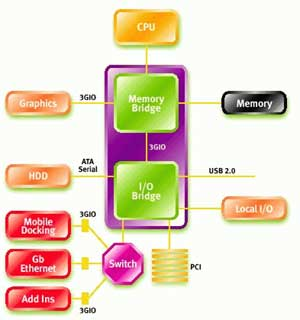 CPU
3GIO
Graphics
Memory
Bridge
Memory
3GIO
ATA
Serial
HDD
I/O
Bridge
USB 2.0
Local I/O
Mobile
Docking
3GIO
Gb
Ethernet
Switch
PCI
Add Ins
3GIO